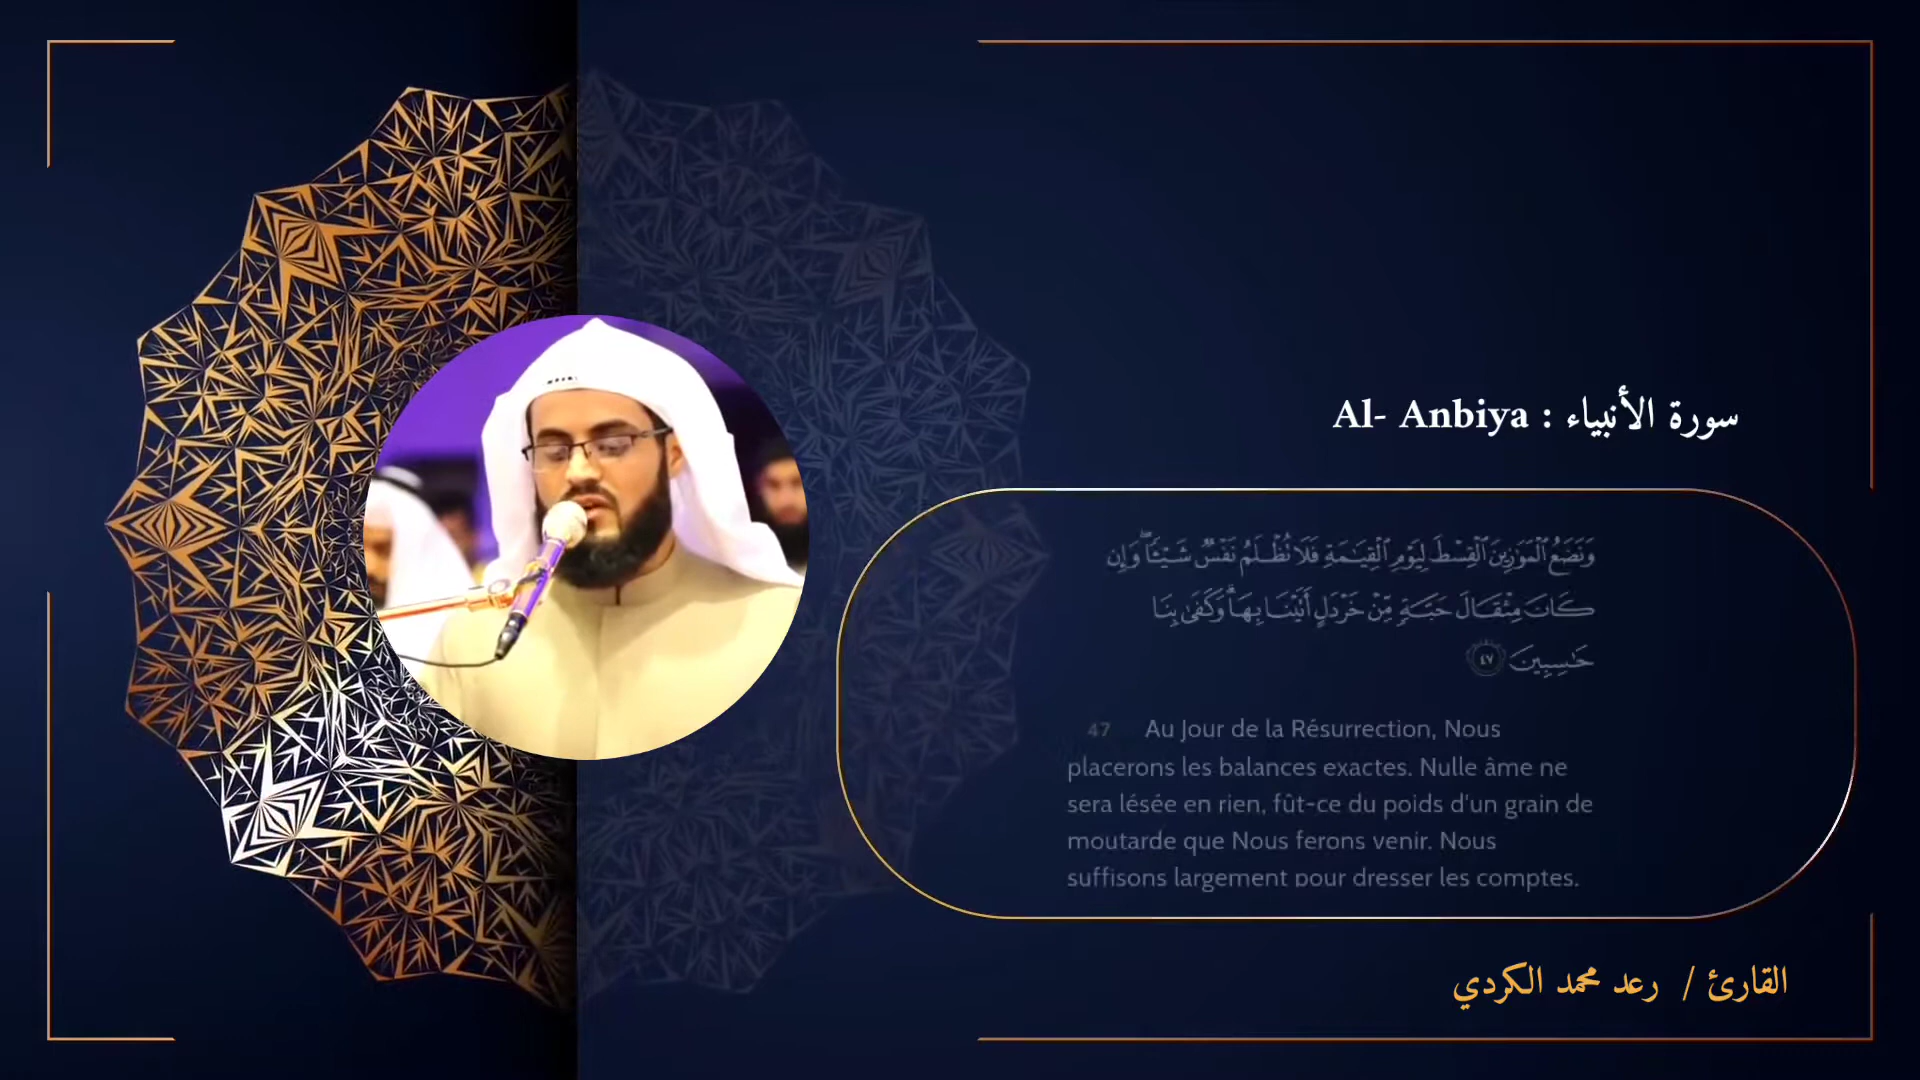 سورة الأنبياء : Al- Anbiya
وَنَضَعُ ٱلْمَوَٰزِينَ ٱلْقِسْطَ لِيَوْمِ ٱلْقِيَـٰمَةِ فَلَا تُظْلَمُ نَفْسٌ شَيْـًٔا ۖ وَإِن
كَانَ مِثْقَالَ حَبَّةٍ مِّنْ خَرْدَلٍ أَتَيْنَا بِهَا ۗ وَكَفَىٰ بِنَا
حَـٰسِبِينَ ٤٧
47 Au Jour de la Résurrection, Nous
placerons les balances exactes. Nulle âme ne
sera lésée en rien, fût-ce du poids d'un grain de
moutarde que Nous ferons venir. Nous
suffisons largement pour dresser les comptes.
القارئ / رعد محمد الكردي